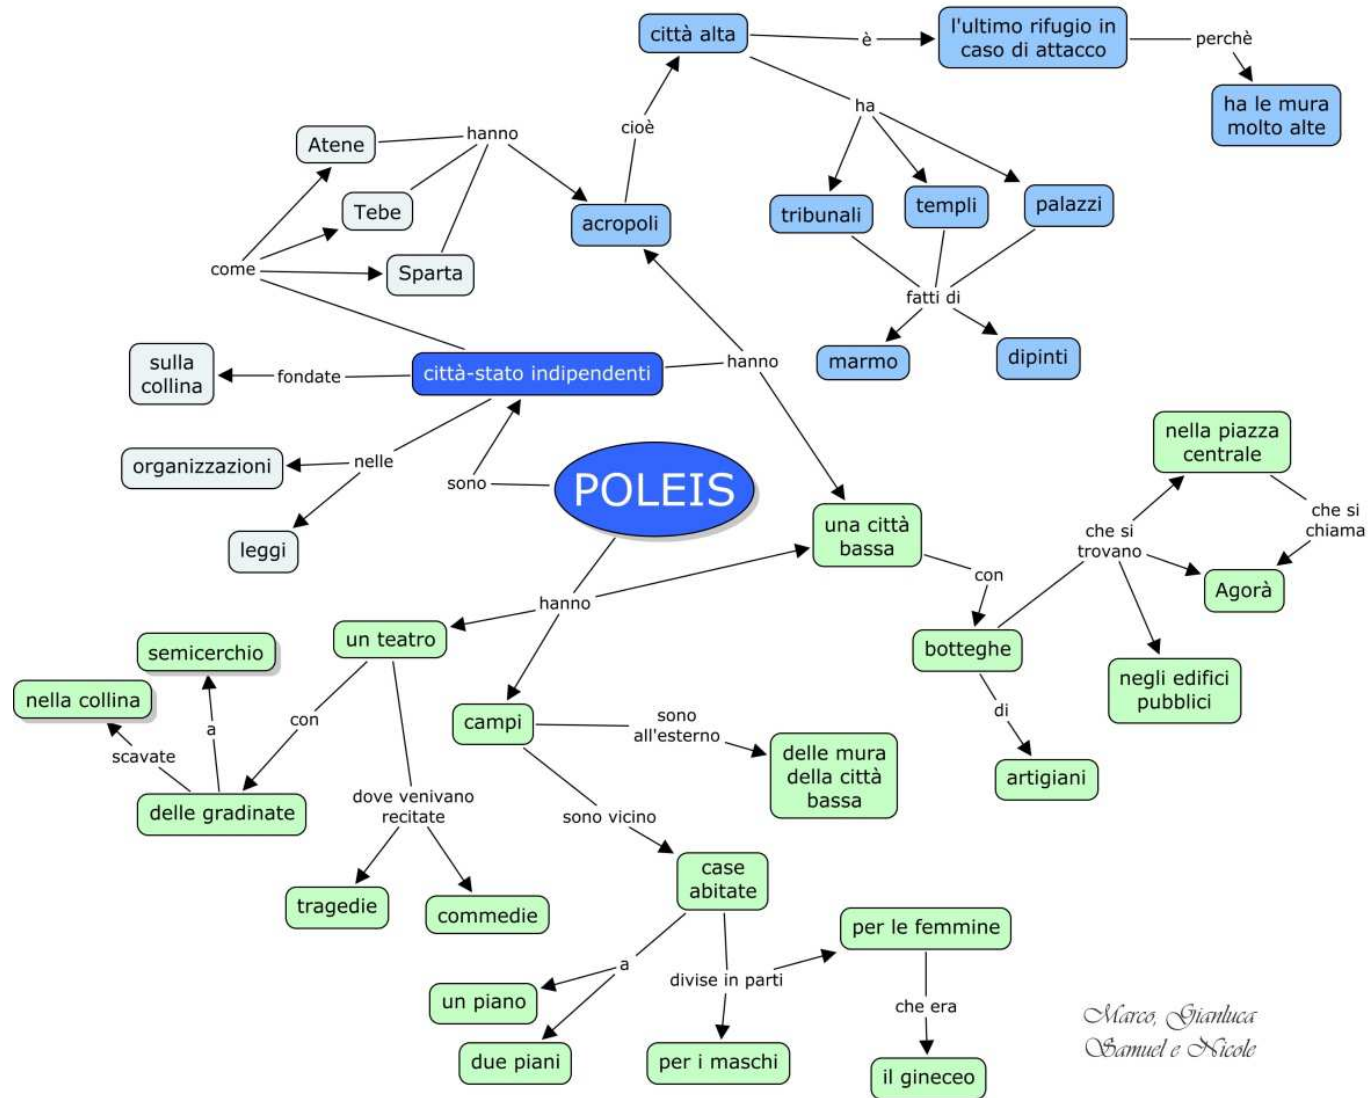 città alta
è
l'ultimo rifugio in
caso di attacco
perchè
ha le mura
molto alte
ha
cioè
hanno
Atene
Tebe
Sparta
come
acropoli
tribunali
templi
palazzi
fatti di
marmo
dipinti
sulla
collina
fondate
città-stato indipendenti
hanno
organizzazioni
nelle
leggi
sono
POLEIS
una città
bassa
con
nella piazza
centrale
che si
chiama
che si
trovano
Agorà
botteghe
negli edifici
pubblici
di
artigiani
hanno
un teatro
semicerchio
nella collina
a
scavate
con
delle gradinate
dove venivano
recitate
tragedie
commedie
campi
sono
all'esterno
delle mura
della città
bassa
sono vicino
case
abitate
a
un piano
due piani
divise in parti
per i maschi
per le femmine
che era
il gineceo
Marco, Gianluca
Samuel e Nicole